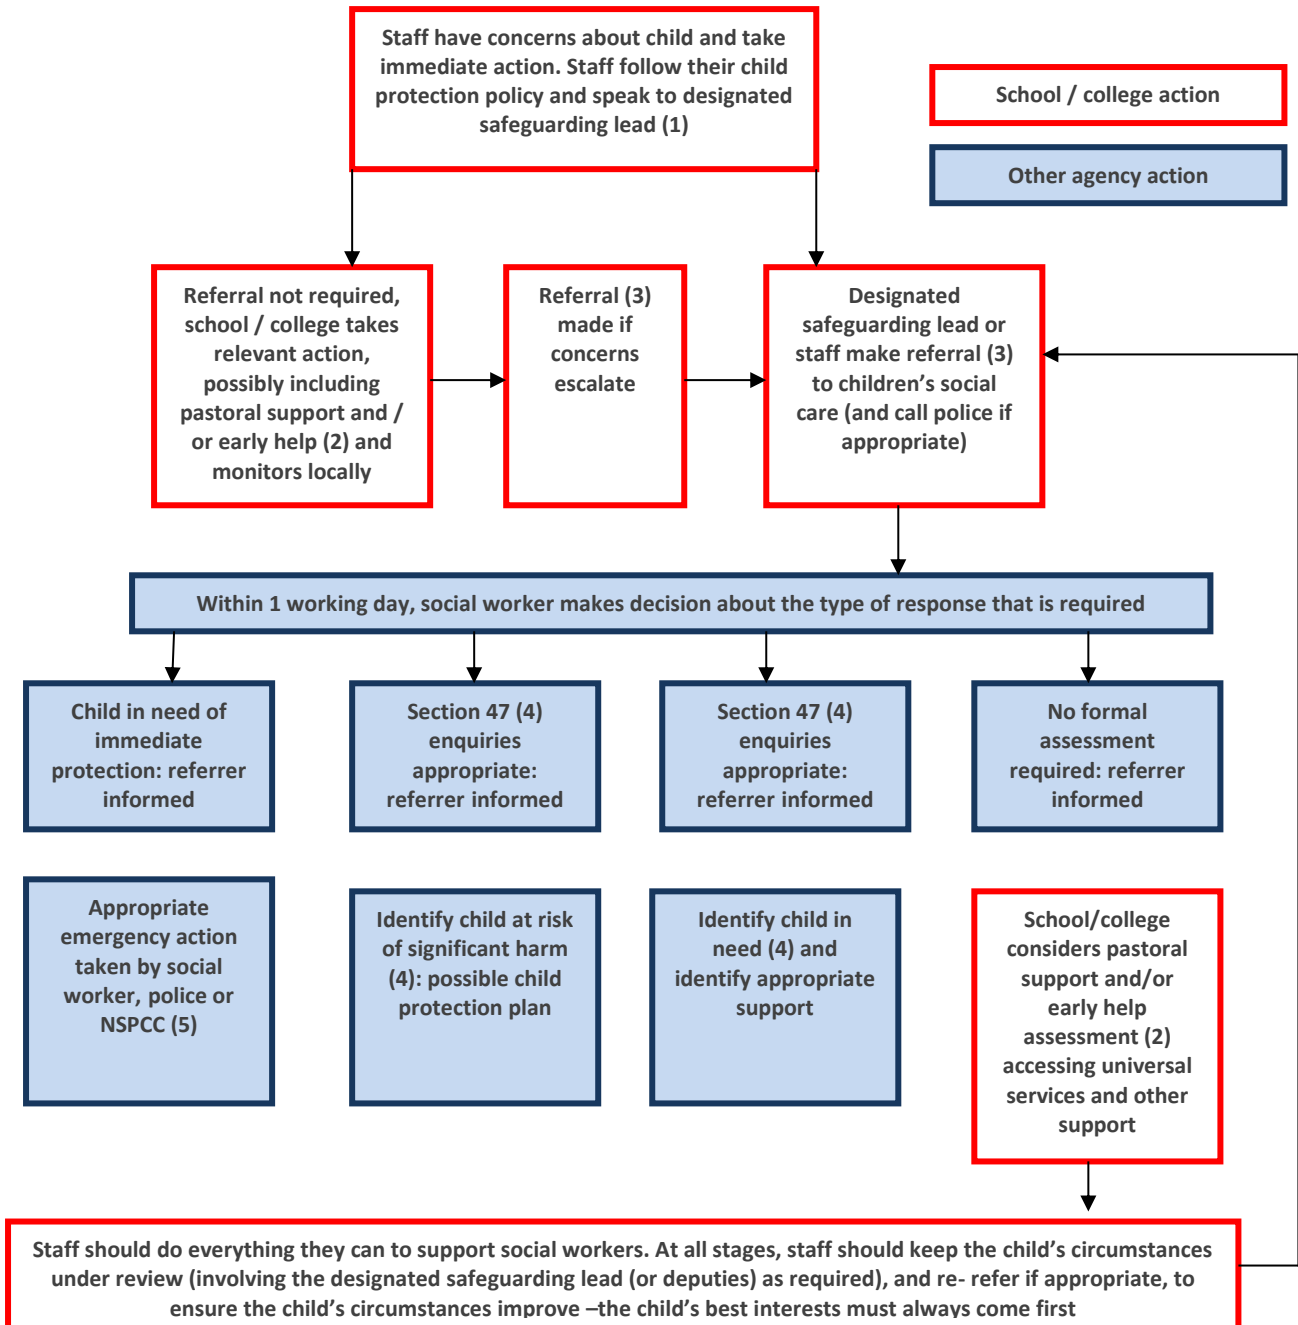 Staff have concerns about child and take
immediate action. Staff follow their child
protection policy and speak to designated
safeguarding lead (1)
School / college action
Other agency action
Referral not required,
school / college takes
relevant action,
possibly including
pastoral support and /
or early help (2) and
monitors locally
Referral (3)
made if
concerns
escalate
Designated
safeguarding lead or
staff make referral (3)
to children’s social
care (and call police if
appropriate)
Within 1 working day, social worker makes decision about the type of response that is required
Child in need of
immediate
protection: referrer
informed
Section 47 (4)
enquiries
appropriate:
referrer informed
Section 47 (4)
enquiries
appropriate:
referrer informed
No formal
assessment
required: referrer
informed
Appropriate
emergency action
taken by social
worker, police or
NSPCC (5)
Identify child at risk
of significant harm
(4): possible child
protection plan
Identify child in
need (4) and
identify appropriate
support
School/college
considers pastoral
support and/or
early help
assessment (2)
accessing universal
services and other
support
Staff should do everything they can to support social workers. At all stages, staff should keep the child’s circumstances
under review (involving the designated safeguarding lead (or deputies) as required), and re- refer if appropriate, to
ensure the child’s circumstances improve –the child’s best interests must always come first